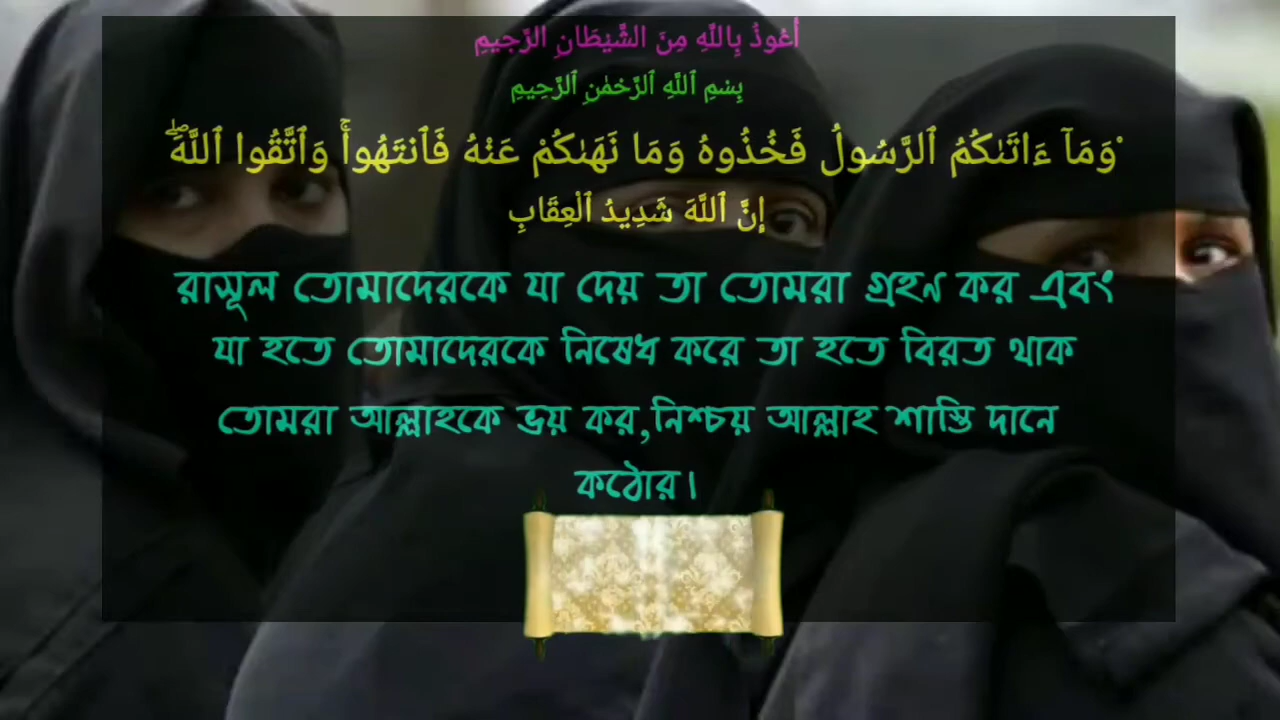 أَعُوذُ بِاللَّهِ مِنَ الشَّيْطَانِ الرَّجِيمِ
بِسْمِ ٱللَّهِ ٱلرَّحْمَٰنِ ٱلرَّحِيمِ
وَمَآ ءَاتَىٰكُمُ ٱلرَّسُولُ فَخُذُوهُ وَمَا نَهَىٰكُمْ عَنْهُ فَٱنتَهُوا۟ۚ وَٱتَّقُوا ٱللَّهَۖ
إِنَّ ٱللَّهَ شَدِيدُ ٱلْعِقَابِ
রাসূল তোমাদেরকে যা দেয় তা তোমরা গ্রহণ কর এবং
যা হতে তোমাদেরকে নিষেধ করে তা হতে বিরত থাক
তোমরা আল্লাহকে ভয় কর,নিশ্চয় আল্লাহ শাস্তি দানে
কঠোর।